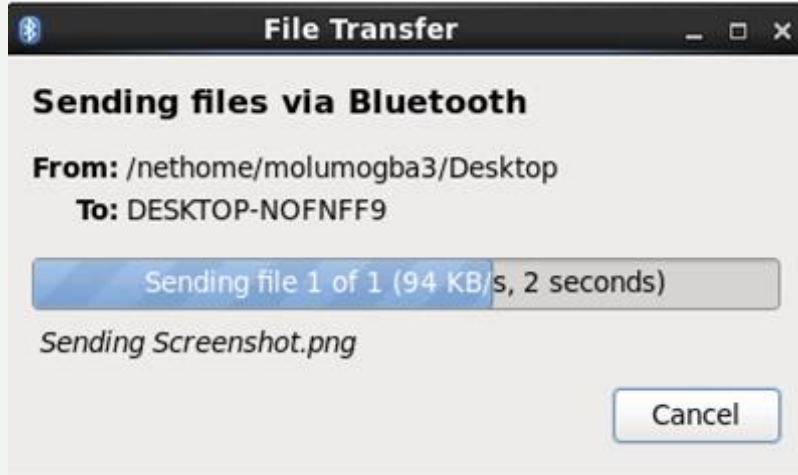 File Transfer
Sending files via Bluetooth
From: /nethome/molumogba3/Desktop
To: DESKTOP-NOFNFF9
Sending file 1 of 1 (94 KB/s, 2 seconds)
Sending Screenshot.png
Cancel